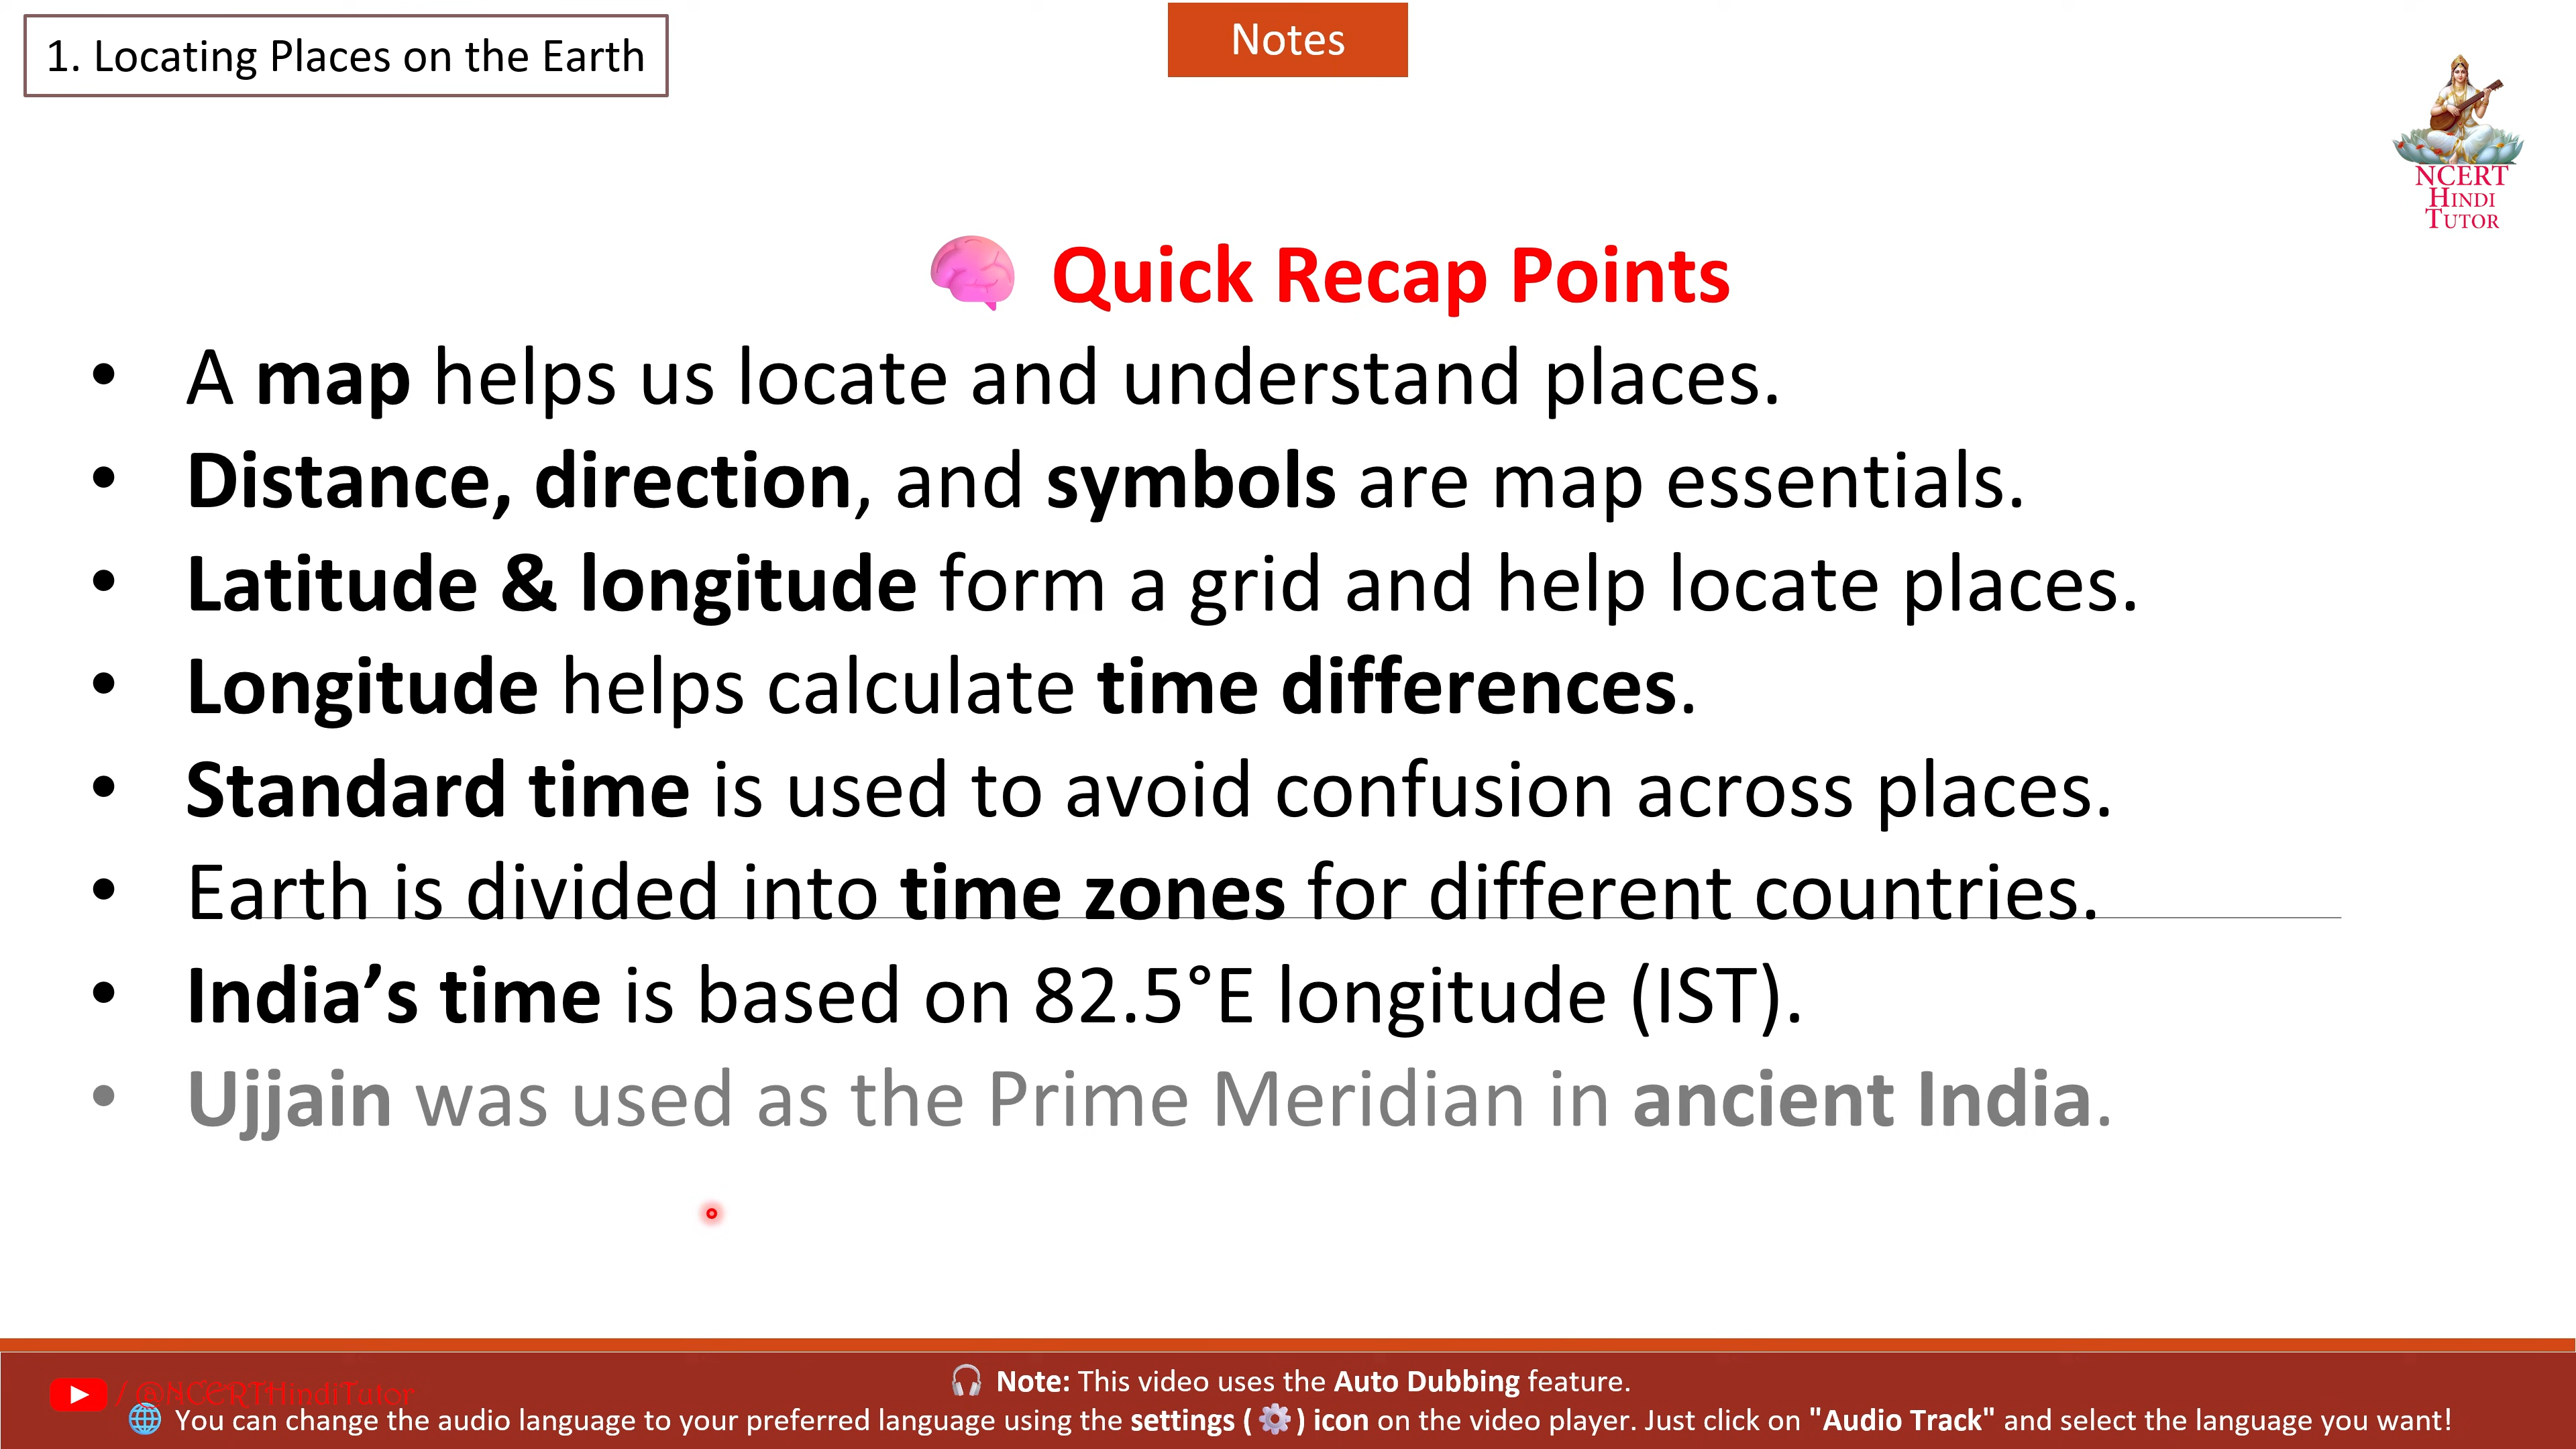 1. Locating Places on the Earth
Notes
NCERT
HINDI
TUTOR
Quick Recap Points
• A map helps us locate and understand places.
• Distance, direction, and symbols are map essentials.
• Latitude & longitude form a grid and help locate places.
• Longitude helps calculate time differences.
• Standard time is used to avoid confusion across places.
• Earth is divided into time zones for different countries.
• India’s time is based on 82.5°E longitude (IST).
• Ujjain was used as the Prime Meridian in ancient India.
Note: This video uses the Auto Dubbing feature.
/ @NCERTHindiTutor
You can change the audio language to your preferred language using the settings ( ) icon on the video player. Just click on "Audio Track" and select the language you want!